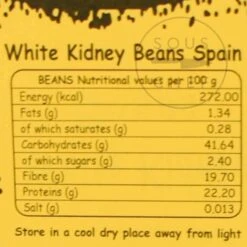 SOUS CHEF
White Kidney Beans Spain
BEANS Nutritional values per 100 g
Energy (kcal) 272.00
Fats (g) 1.34
of which saturates (g) 0.28
Carbohydrates (g) 41.64
of which sugars (g) 2.40
Fibre (g) 19.70
Proteins (g) 22.20
Salt (g) 0,013
Store in a cool dry place away from light